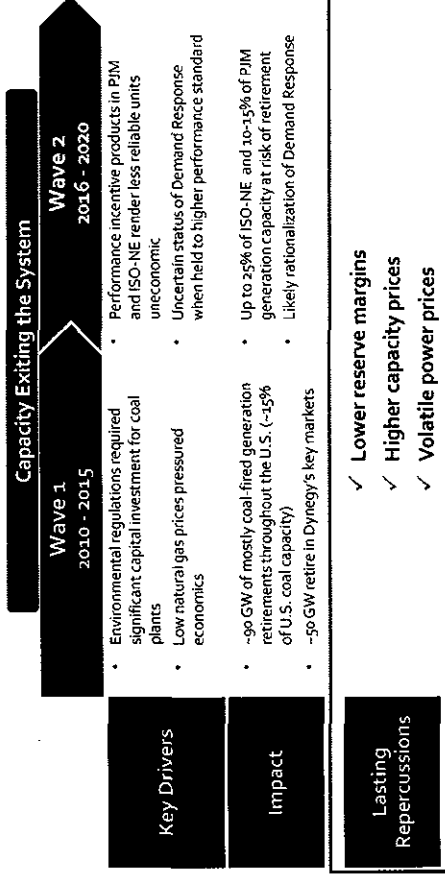 Capacity Exiting the System
Wave 1
2010 - 2015
Wave 2
2016 - 2020
Key Drivers
• Environmental regulations required
significant capital investment for coal
plants
• Low natural gas prices pressured
economics
• Performance incentive products in PJM
and ISO-NE render less reliable units
uneconomic
• Uncertain status of Demand Response
when held to higher performance standard
Impact
• ~90 GW of mostly coal-fired generation
retirements throughout the U.S. (~15%
of U.S. coal capacity)
• ~50 GW retire in Dynegy's key markets
• Up to 25% of ISO-NE and 10-15% of PJM
generation capacity at risk of retirement
• Likely rationalization of Demand Response
Lasting
Repercussions
✓ Lower reserve margins
✓ Higher capacity prices
✓ Volatile power prices